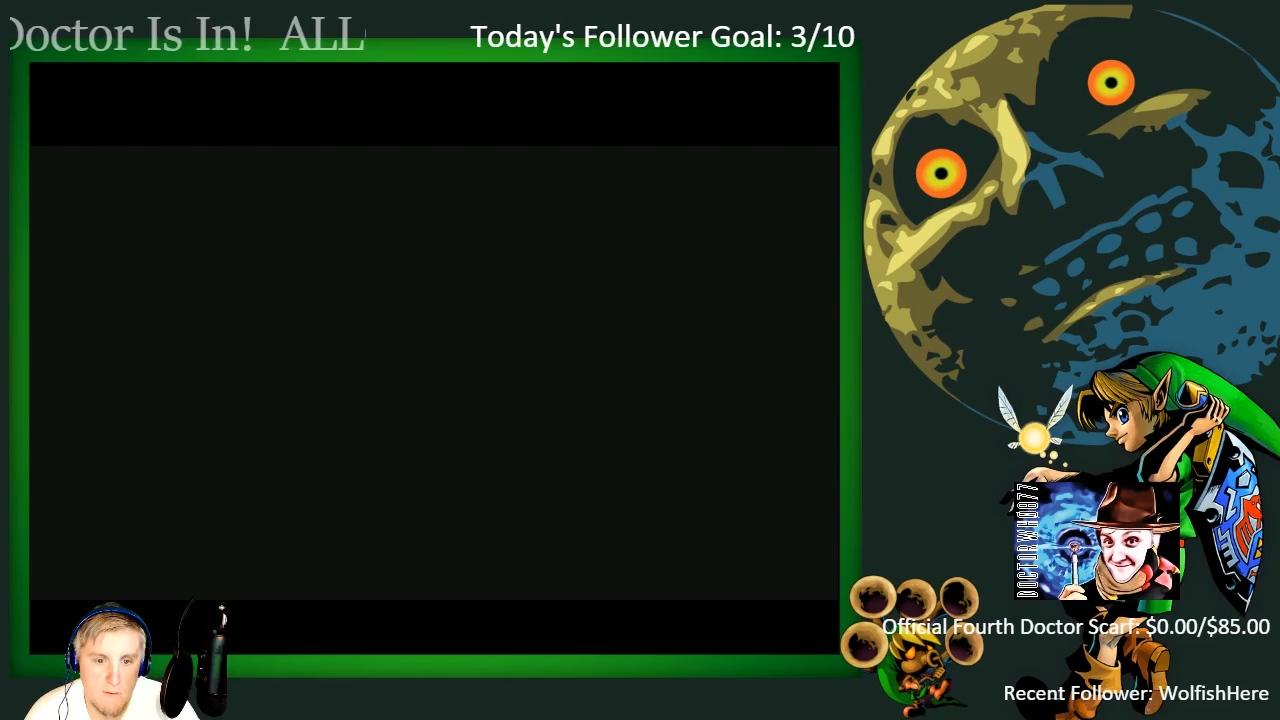 Doctor Is In! ALL
Today's Follower Goal: 3/10
DOCTORWHO877
Official Fourth Doctor Scarf: $0.00/$85.00
Recent Follower: WolfishHere